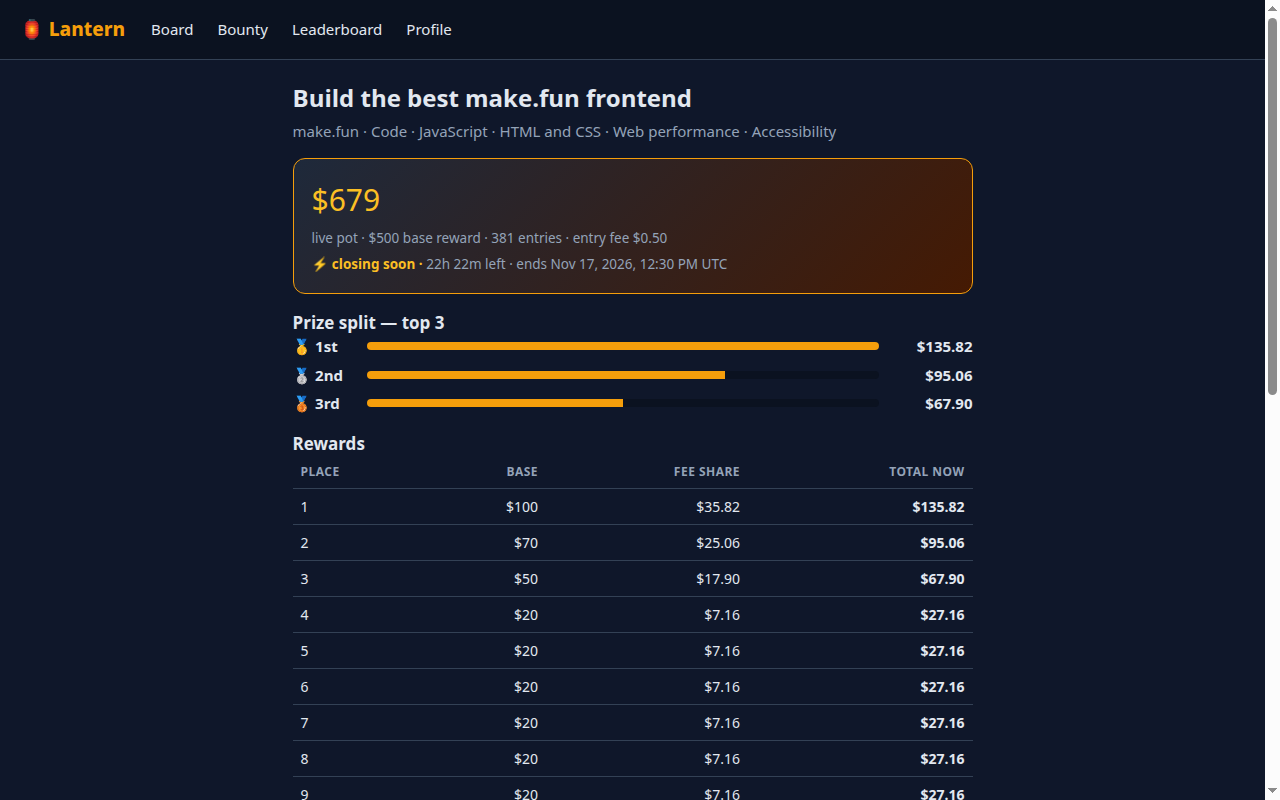 Lantern Board Bounty Leaderboard Profile
Build the best make.fun frontend
make.fun · Code · JavaScript · HTML and CSS · Web performance · Accessibility
$679
live pot · $500 base reward · 381 entries · entry fee $0.50
⚡ closing soon · 22h 22m left · ends Nov 17, 2026, 12:30 PM UTC
Prize split — top 3
🥇 1st $135.82
🥈 2nd $95.06
🥉 3rd $67.90
Rewards
PLACE BASE FEE SHARE TOTAL NOW
1 $100 $35.82 $135.82
2 $70 $25.06 $95.06
3 $50 $17.90 $67.90
4 $20 $7.16 $27.16
5 $20 $7.16 $27.16
6 $20 $7.16 $27.16
7 $20 $7.16 $27.16
8 $20 $7.16 $27.16
9 $20 $7.16 $27.16